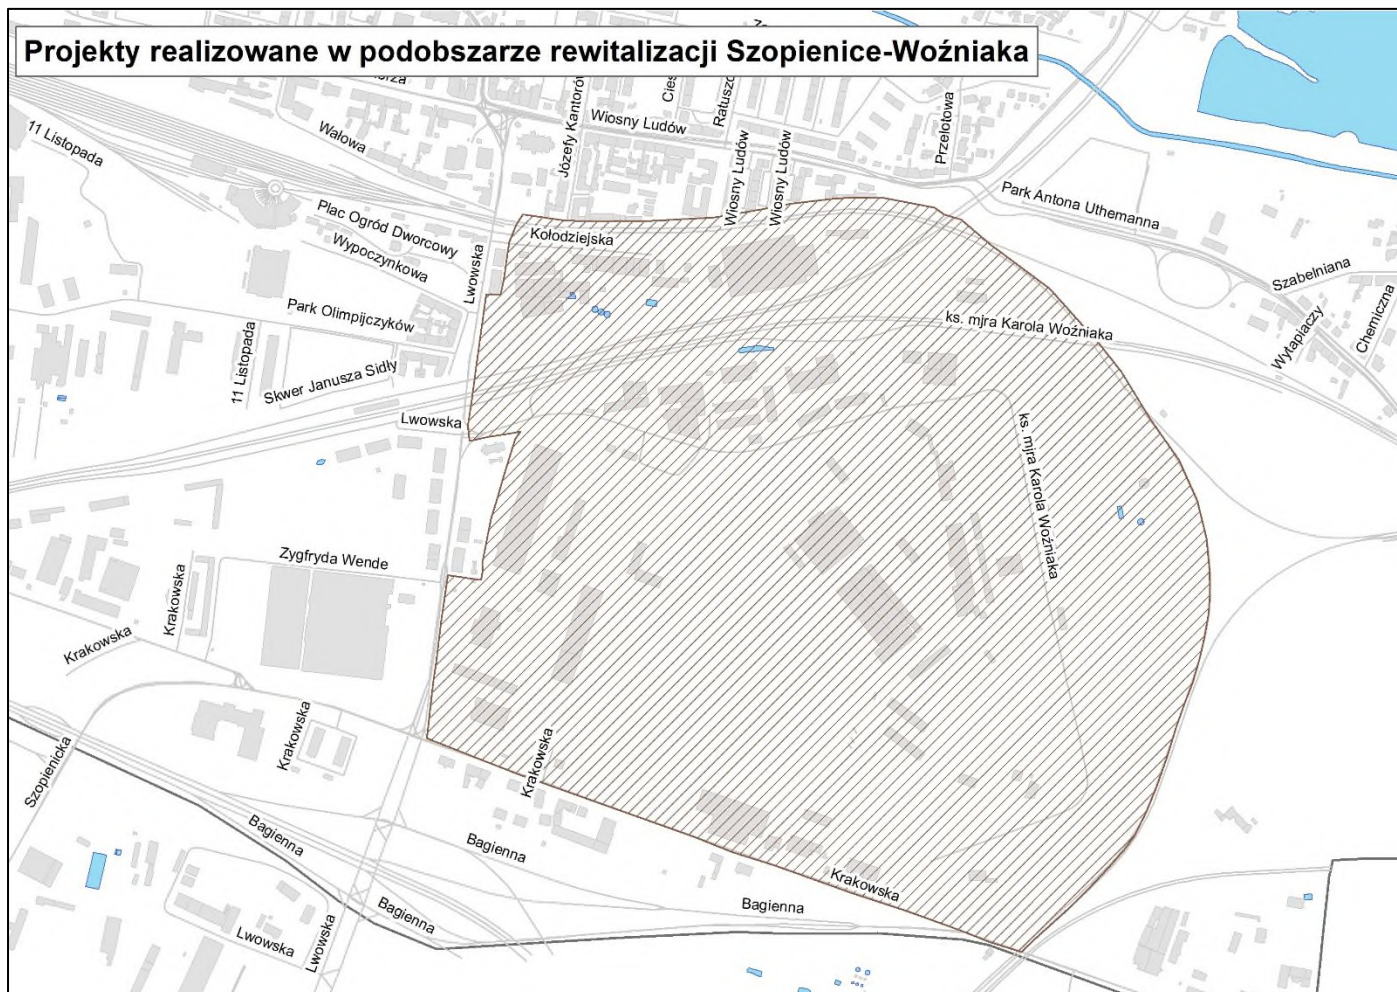 Projekty realizowane w podobszarze rewitalizacji Szopienice-Woźniaka
11 Listopada
Wałowa
Józefy Kantorów
Wiosny Ludów
Przelotowa
Wiosny Ludów
Wiosny Ludów
Park Antona Uthemanna
Plac Ogród Dworcowy
Wypoczynkowa
Kołodziejska
Lwowska
Szabelniana
Chemiczna
Park Olimpijczyków
ks. mjra Karola Woźniaka
Wytapiaczy
11 Listopada
Skwer Janusza Sidły
Lwowska
ks. mjra Karola Woźniaka
Zygfryda Wende
Krakowska
Krakowska
Krakowska
Krakowska
Szopienicka
Bagienna
Bagienna
Krakowska
Bagienna
Bagienna
Lwowska
Lwowska